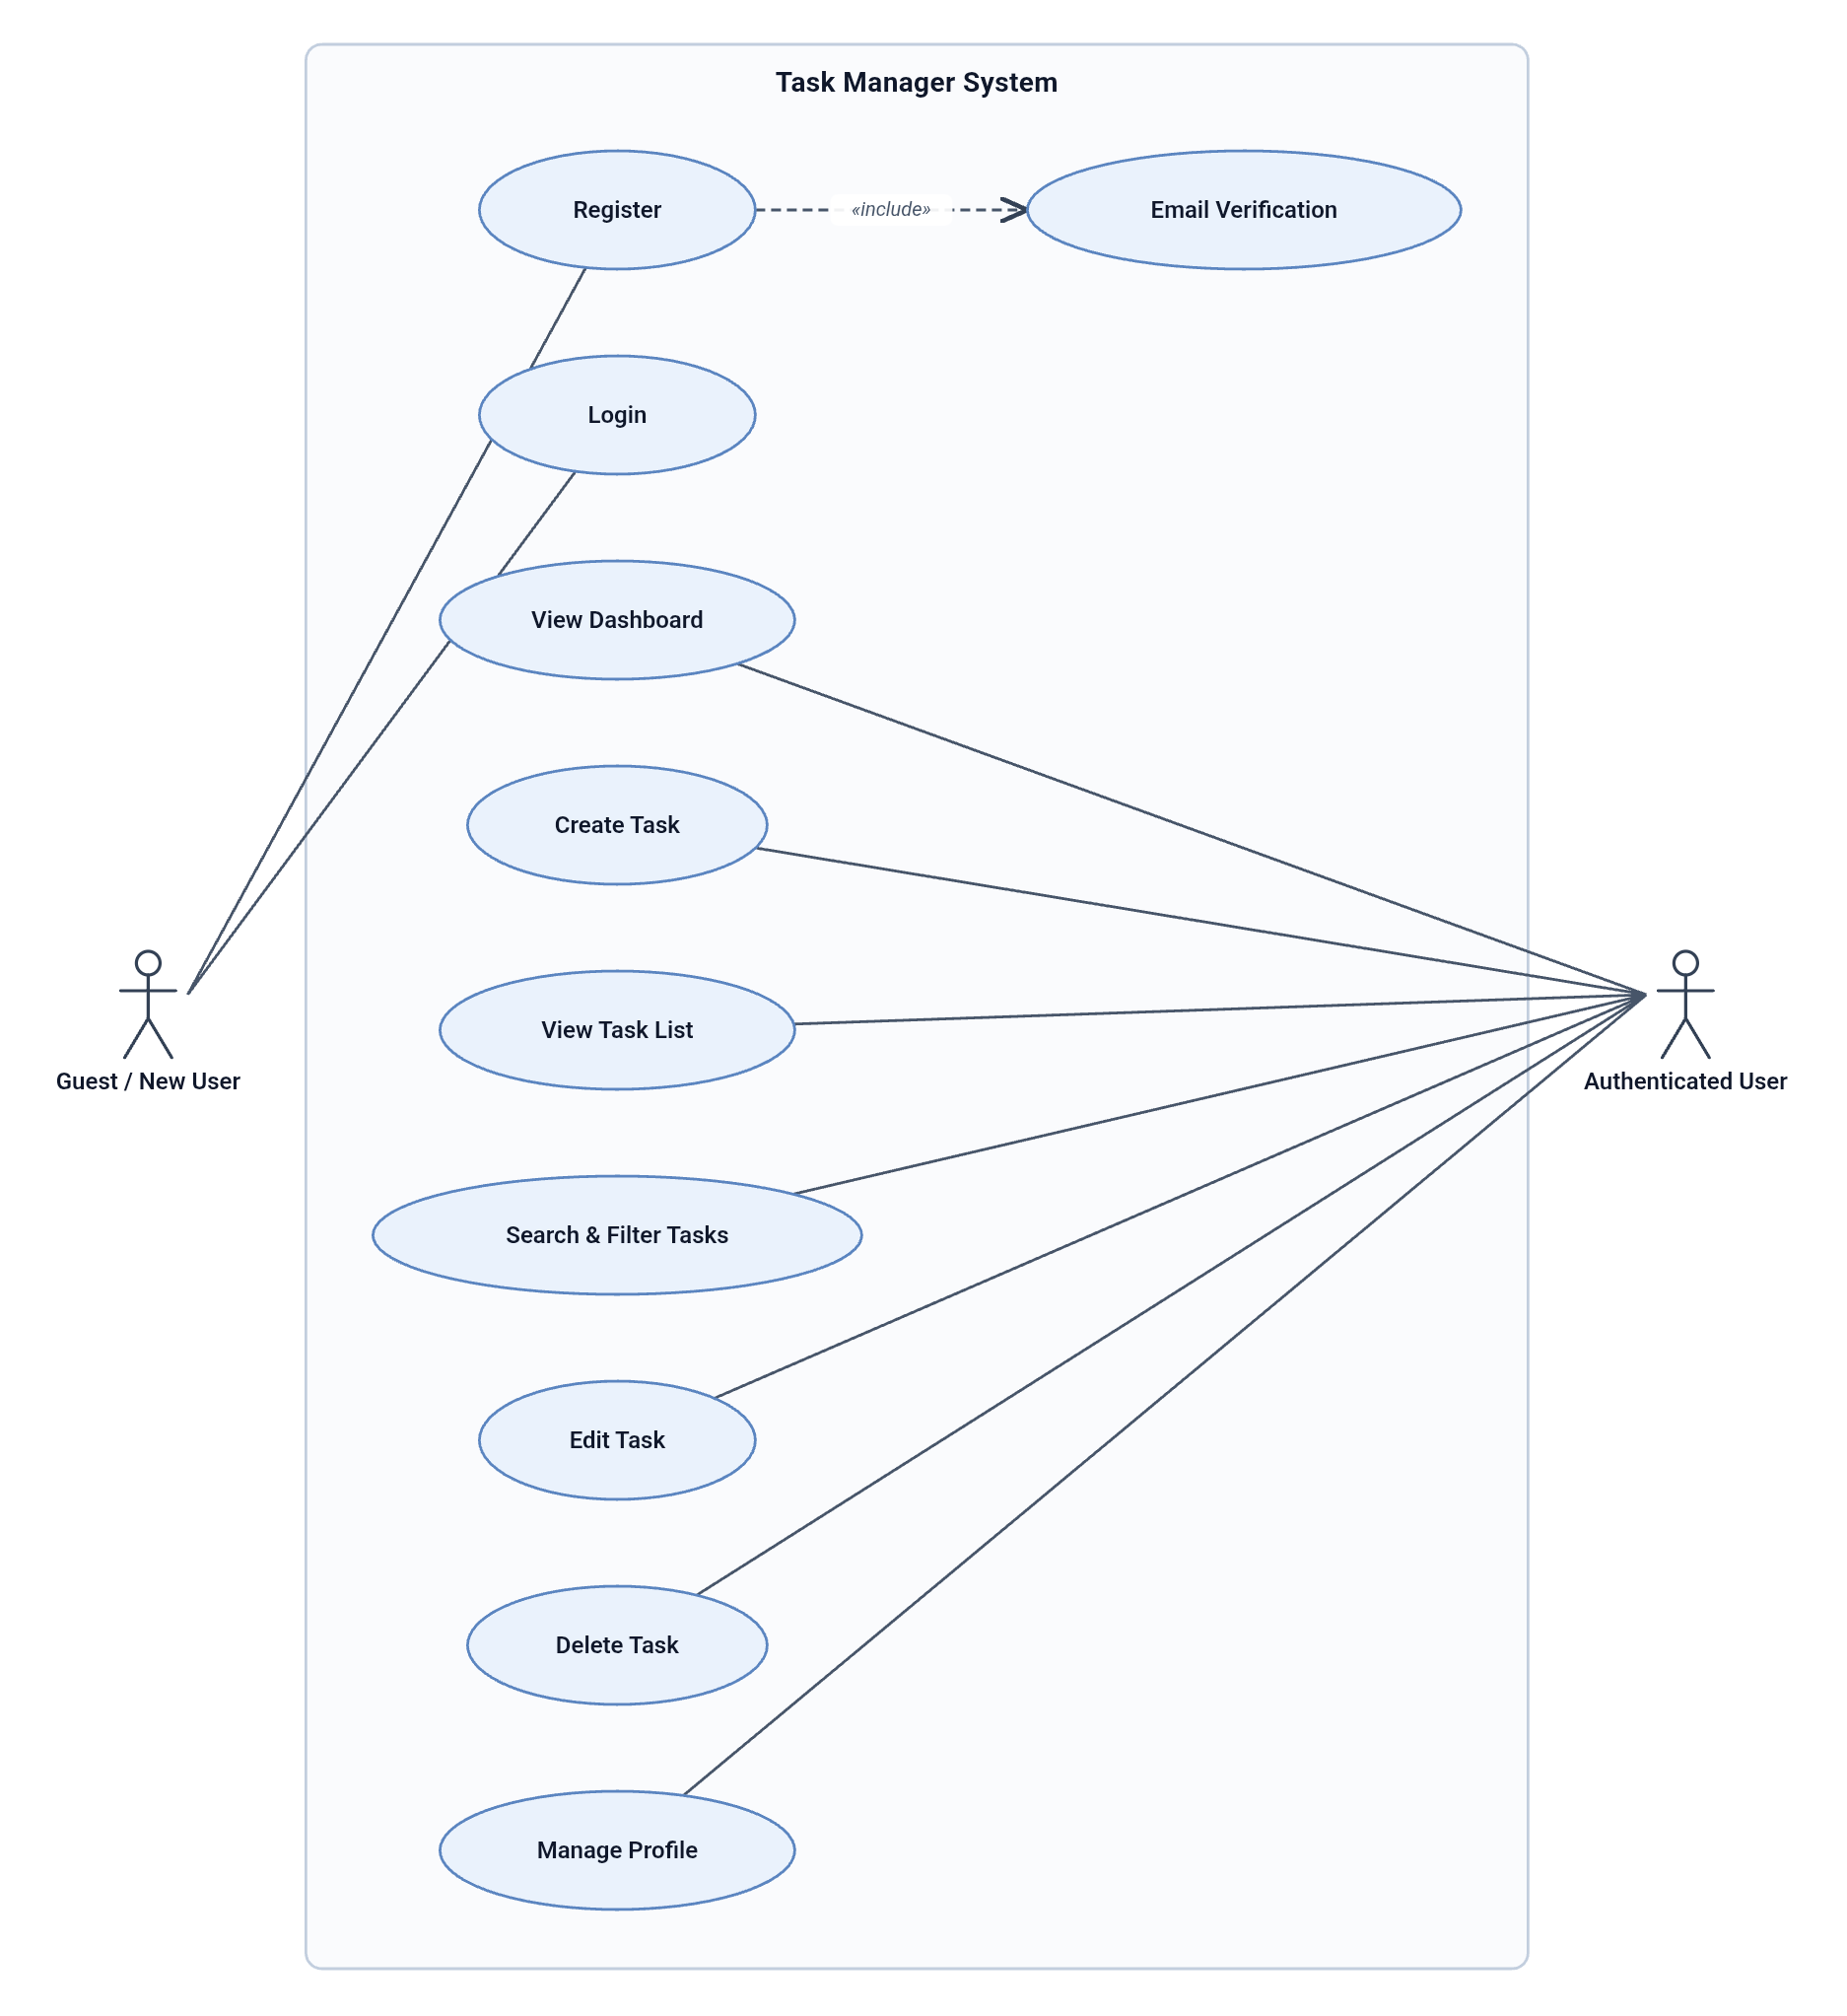 Task Manager System
Register
«include»
Email Verification
Login
View Dashboard
Create Task
View Task List
Guest / New User
Authenticated User
Search & Filter Tasks
Edit Task
Delete Task
Manage Profile